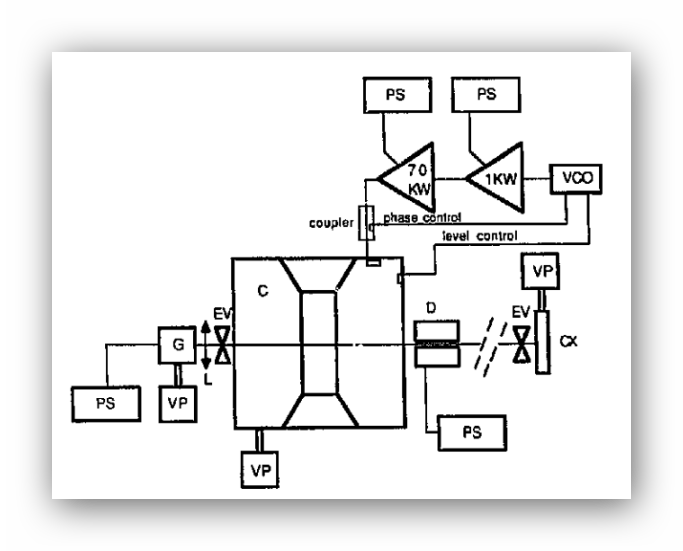 PS
PS
70
KW
1KW
VCO
coupler
phase control
level control
VP
C
EV
D
EV
G
CX
L
PS
VP
PS
VP